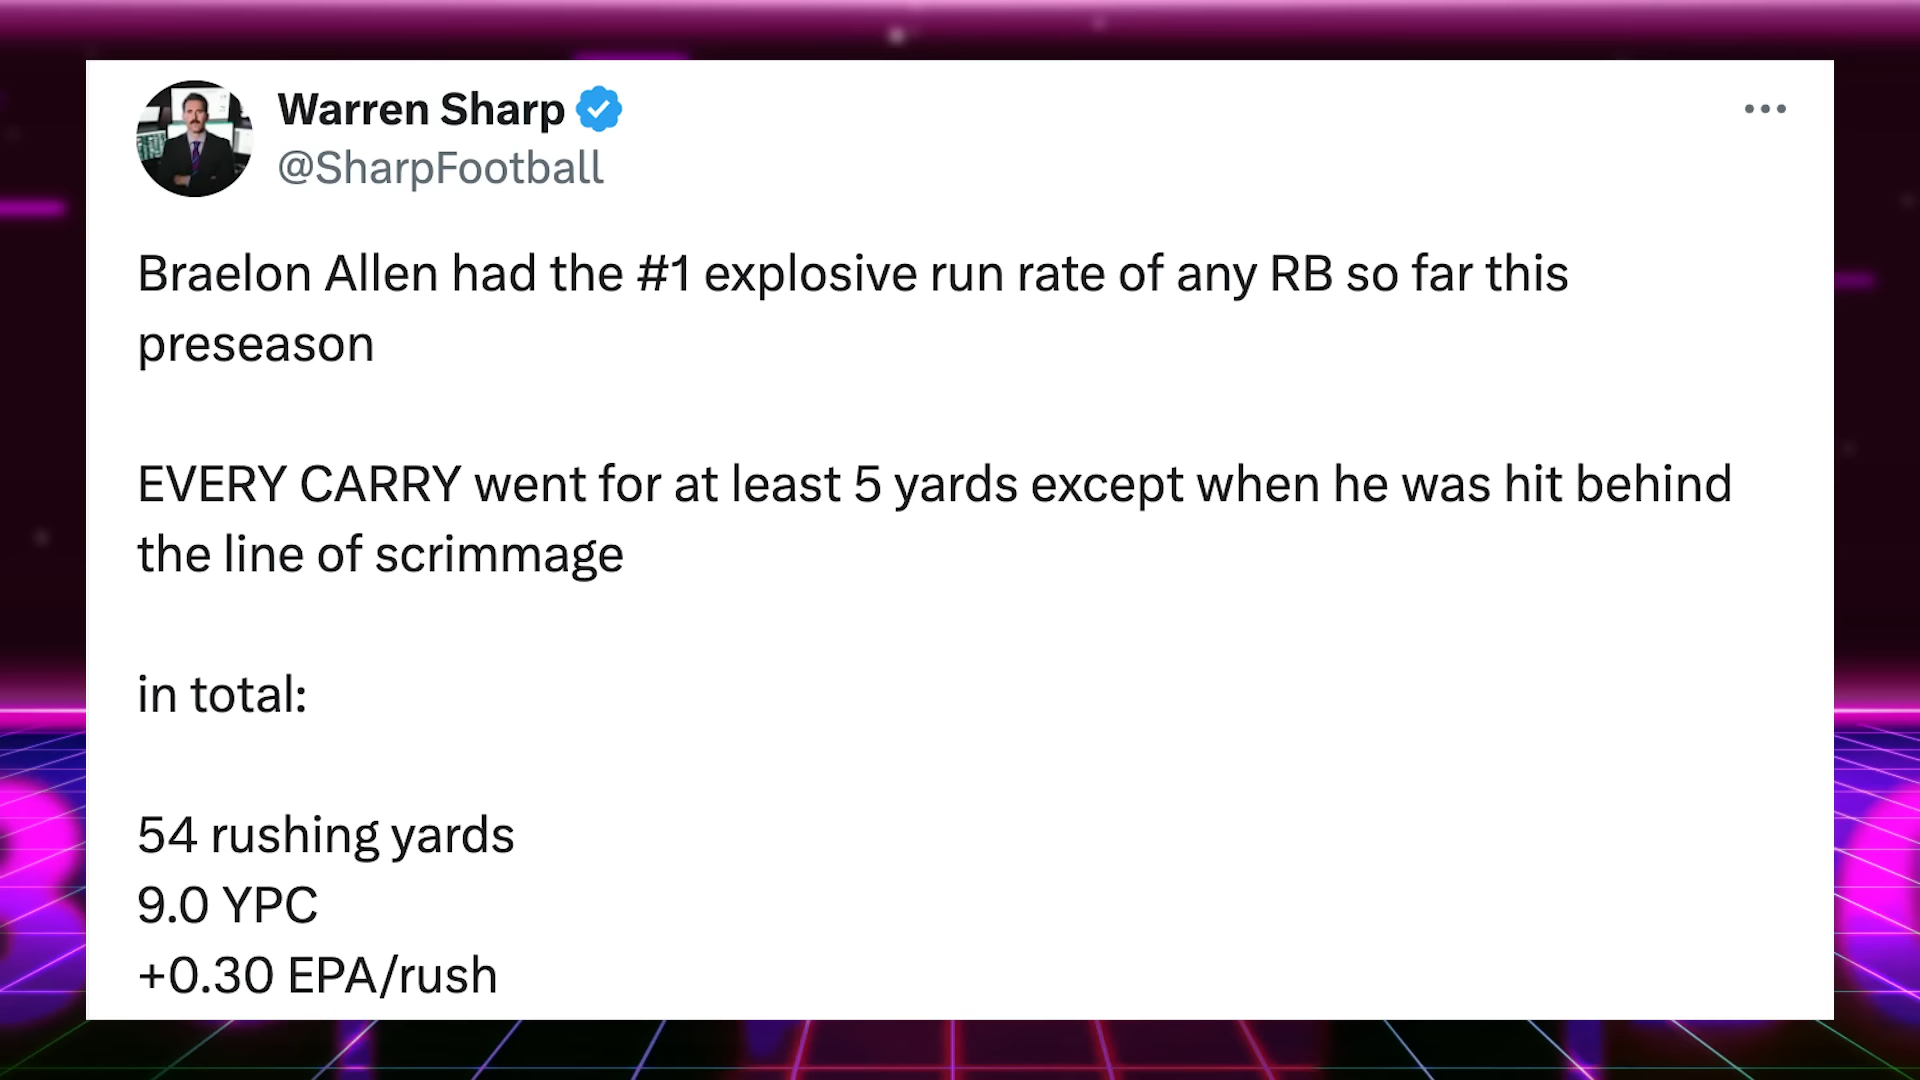 Warren Sharp
@SharpFootball
Braelon Allen had the #1 explosive run rate of any RB so far this
preseason
EVERY CARRY went for at least 5 yards except when he was hit behind
the line of scrimmage
in total:
54 rushing yards
9.0 YPC
+0.30 EPA/rush